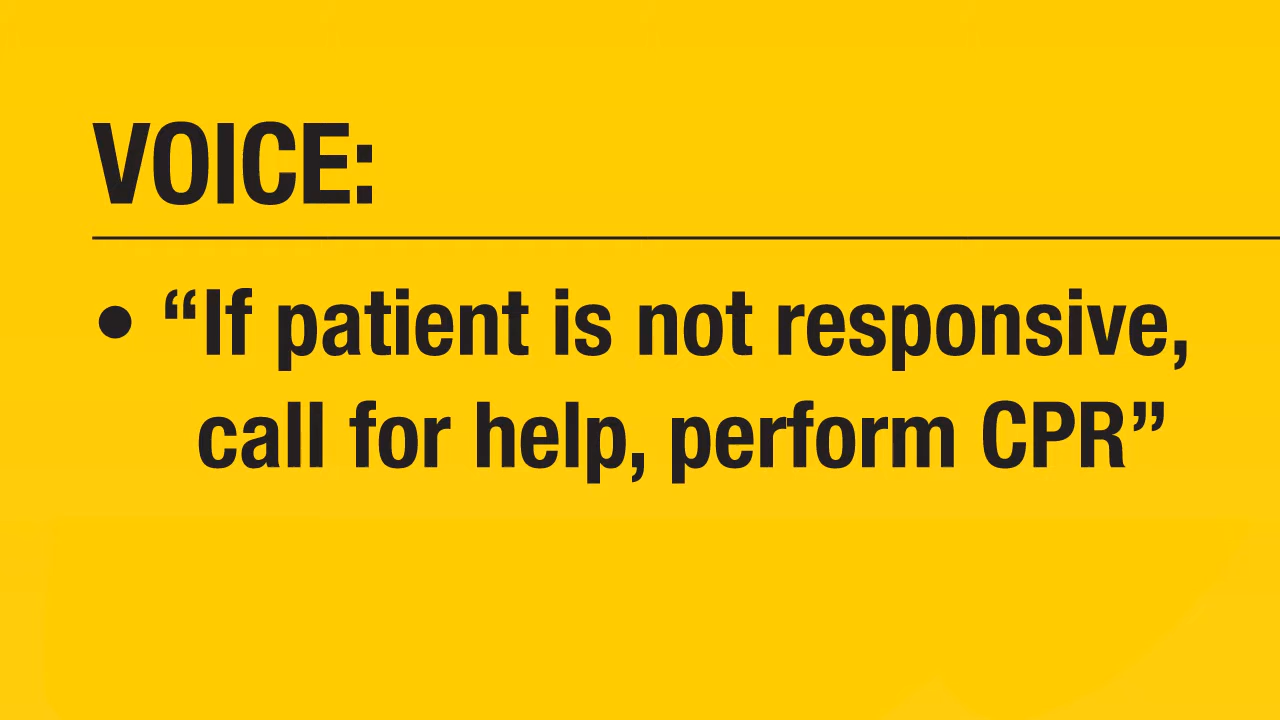 VOICE:
• “If patient is not responsive,
call for help, perform CPR”